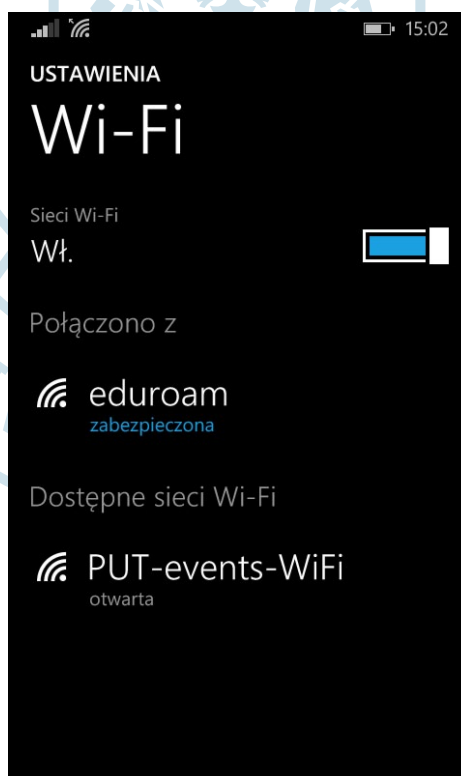 15:02
USTAWIENIA
Wi-Fi
Sieci Wi-Fi
Wł.
Połączono z
eduroam
zabezpieczona
Dostępne sieci Wi-Fi
PUT-events-WiFi
otwarta